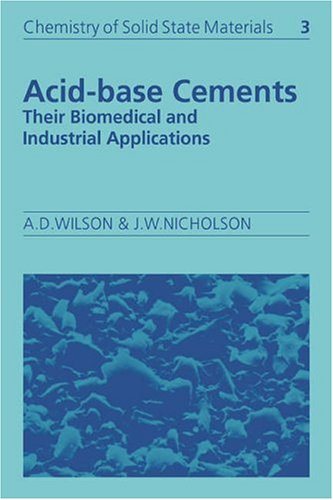 Chemistry of Solid State Materials 3
Acid-base Cements
Their Biomedical and
Industrial Applications
A.D.WILSON & J.W.NICHOLSON